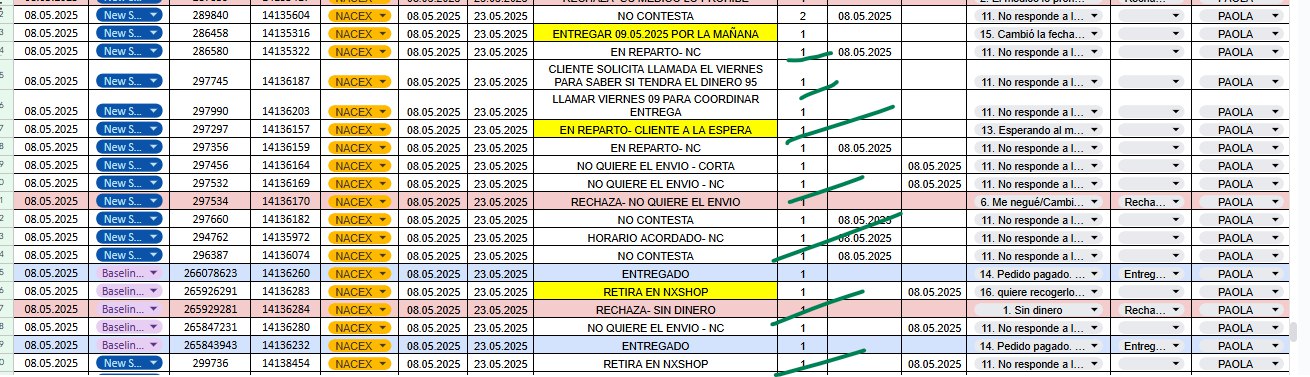 2 289840 14135604 NACEX 08.05.2025 23.05.2025 NO CONTESTA 2 08.05.2025 11. No responde a l... PAOLA
08.05.2025 New S...
3 08.05.2025 New S... 286458 14135316 NACEX 08.05.2025 23.05.2025 ENTREGAR 09.05.2025 POR LA MAÑANA 1 15. Cambió la fecha... PAOLA
4 08.05.2025 New S... 286580 14135322 NACEX 08.05.2025 23.05.2025 EN REPARTO- NC 1 08.05.2025 11. No responde a l... PAOLA
5 08.05.2025 New S... 297745 14136187 NACEX 08.05.2025 23.05.2025 CLIENTE SOLICITA LLAMADA EL VIERNES
PARA SABER SI TENDRA EL DINERO 95 1 11. No responde a l... PAOLA
6 08.05.2025 New S... 297990 14136203 NACEX 08.05.2025 23.05.2025 LLAMAR VIERNES 09 PARA COORDINAR
ENTREGA 1 11. No responde a l... PAOLA
7 08.05.2025 New S... 297297 14136157 NACEX 08.05.2025 23.05.2025 EN REPARTO- CLIENTE A LA ESPERA 1 13. Esperando al m... PAOLA
8 08.05.2025 New S... 297356 14136159 NACEX 08.05.2025 23.05.2025 EN REPARTO- NC 1 08.05.2025 11. No responde a l... PAOLA
9 08.05.2025 New S... 297456 14136164 NACEX 08.05.2025 23.05.2025 NO QUIERE EL ENVIO - CORTA 1 08.05.2025 11. No responde a l... PAOLA
0 08.05.2025 New S... 297532 14136169 NACEX 08.05.2025 23.05.2025 NO QUIERE EL ENVIO - NC 1 08.05.2025 11. No responde a l... PAOLA
1 08.05.2025 New S... 297534 14136170 NACEX 08.05.2025 23.05.2025 RECHAZA- NO QUIERE EL ENVIO 1 6. Me negué/Cambi... Recha... PAOLA
2 08.05.2025 New S... 297660 14136182 NACEX 08.05.2025 23.05.2025 NO CONTESTA 1 08.05.2025 11. No responde a l... PAOLA
3 08.05.2025 New S... 294762 14135972 NACEX 08.05.2025 23.05.2025 HORARIO ACORDADO- NC 1 08.05.2025 11. No responde a l... PAOLA
4 08.05.2025 New S... 296387 14136074 NACEX 08.05.2025 23.05.2025 NO CONTESTA 1 11. No responde a l... PAOLA
5 08.05.2025 Baselin... 266078623 14136260 NACEX 08.05.2025 23.05.2025 ENTREGADO 1 14. Pedido pagado. ... Entreg... PAOLA
6 08.05.2025 Baselin... 265926291 14136283 NACEX 08.05.2025 23.05.2025 RETIRA EN NXSHOP 1 08.05.2025 16. quiere recogerlo... PAOLA
7 08.05.2025 Baselin... 265929281 14136284 NACEX 08.05.2025 23.05.2025 RECHAZA- SIN DINERO 1 1. Sin dinero Recha... PAOLA
8 08.05.2025 Baselin... 265847231 14136280 NACEX 08.05.2025 23.05.2025 NO QUIERE EL ENVIO - NC 1 08.05.2025 11. No responde a l... PAOLA
9 08.05.2025 Baselin... 265843943 14136232 NACEX 08.05.2025 23.05.2025 ENTREGADO 1 14. Pedido pagado. ... Entreg... PAOLA
0 08.05.2025 New S... 299736 14138454 NACEX 08.05.2025 23.05.2025 RETIRA EN NXSHOP 1 08.05.2025 11. No responde a l... PAOLA